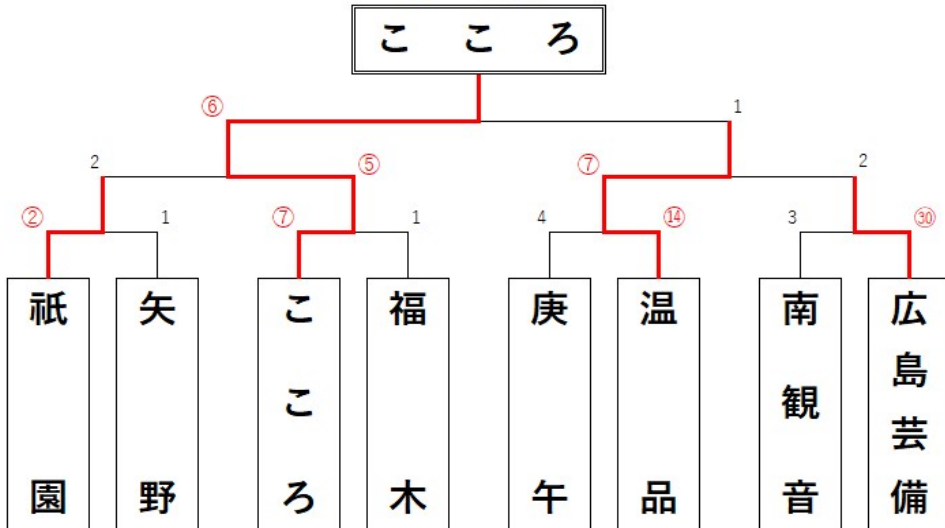 こころ
⑥ 1
2 ⑤ ⑦ 2
② 1 ⑦ 1 4 ⑭ 3 ㉚
祇園
矢野
こころ
福木
庚午
温品
南観音
広島芸備